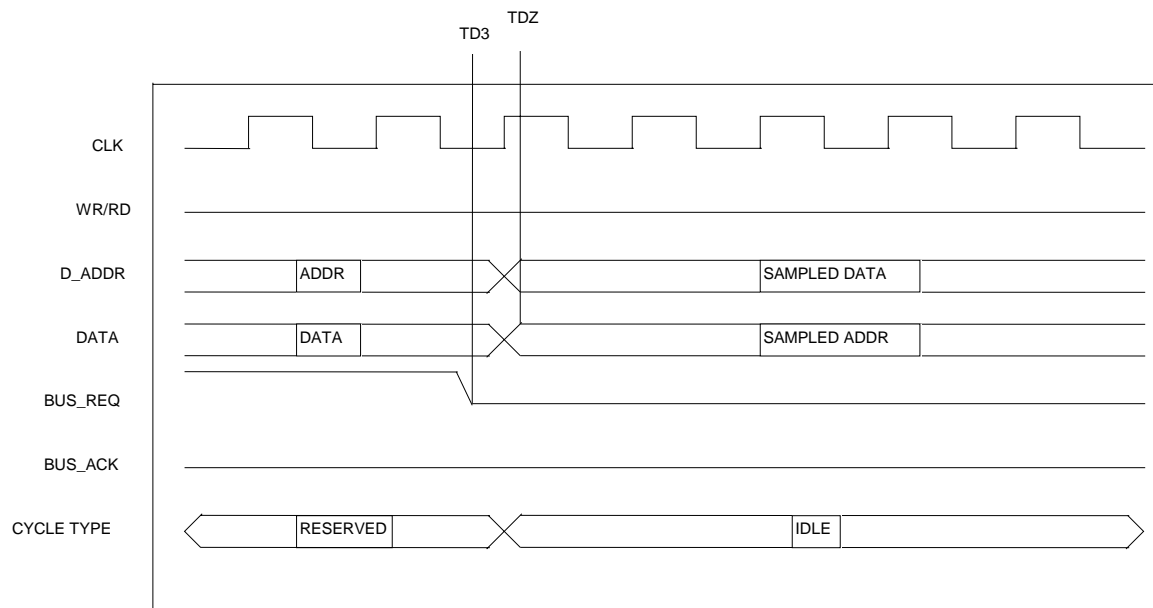 TDZ
TD3
CLK
WR/RD
D_ADDR ADDR SAMPLED DATA
DATA DATA SAMPLED ADDR
BUS_REQ
BUS_ACK
CYCLE TYPE RESERVED IDLE